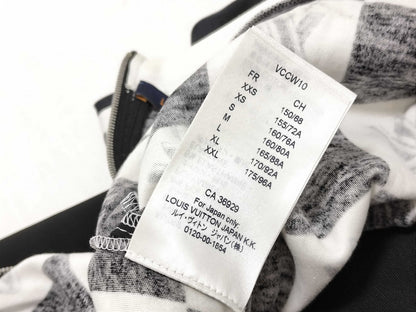 VCCW10
FR CH
XXS 150/68
XS 155/72A
S 160/76A
M 160/80A
L 165/88A
XL 170/92A
XXL 175/96A
CA 36929
For Japan only:
LOUIS VUITTON JAPAN K.K.
ルイ・ヴィトン ジャパン(株)
0120-00-1854